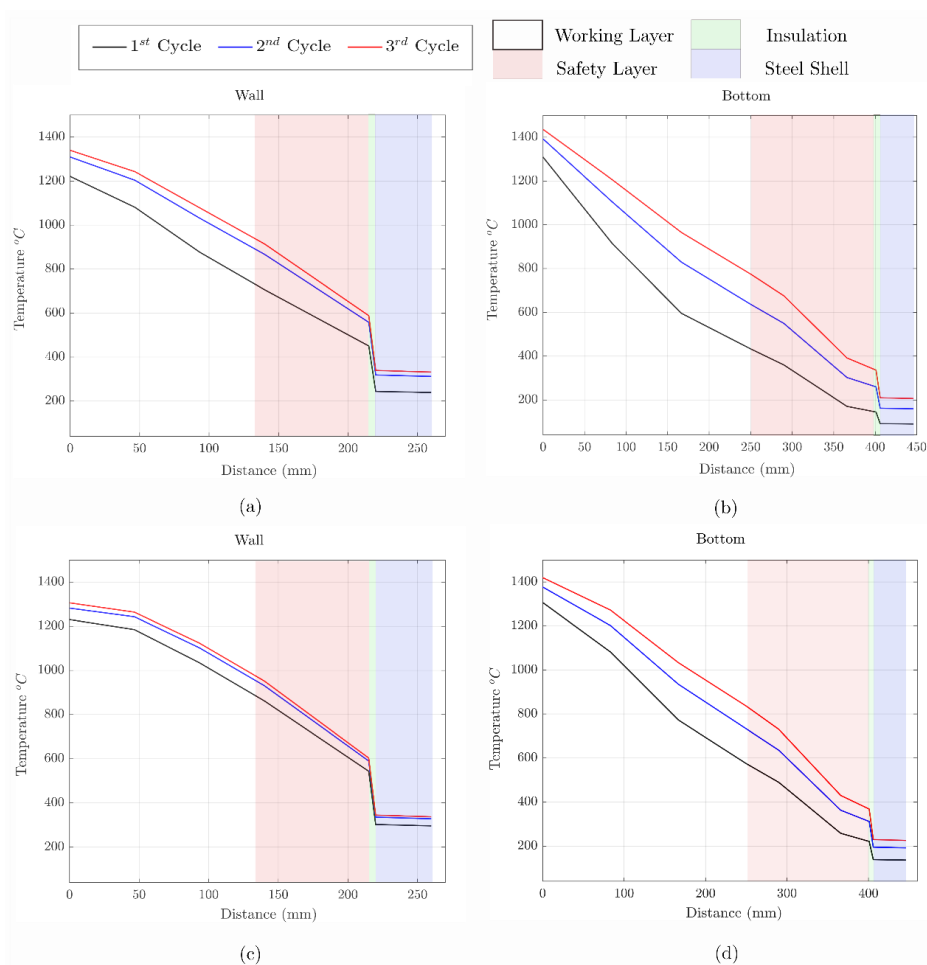 1st Cycle 2nd Cycle 3rd Cycle
Working Layer Insulation
Safety Layer Steel Shell
Wall
1400
1200
1000
800
600
400
200
Temperature °C
0 50 100 150 200 250
Distance (mm)
(a)
Bottom
1400
1200
1000
800
600
400
200
Temperature °C
0 50 100 150 200 250 300 350 400 450
Distance (mm)
(b)
Wall
1400
1200
1000
800
600
400
200
Temperature °C
0 50 100 150 200 250
Distance (mm)
(c)
Bottom
1400
1200
1000
800
600
400
200
Temperature °C
0 100 200 300 400
Distance (mm)
(d)